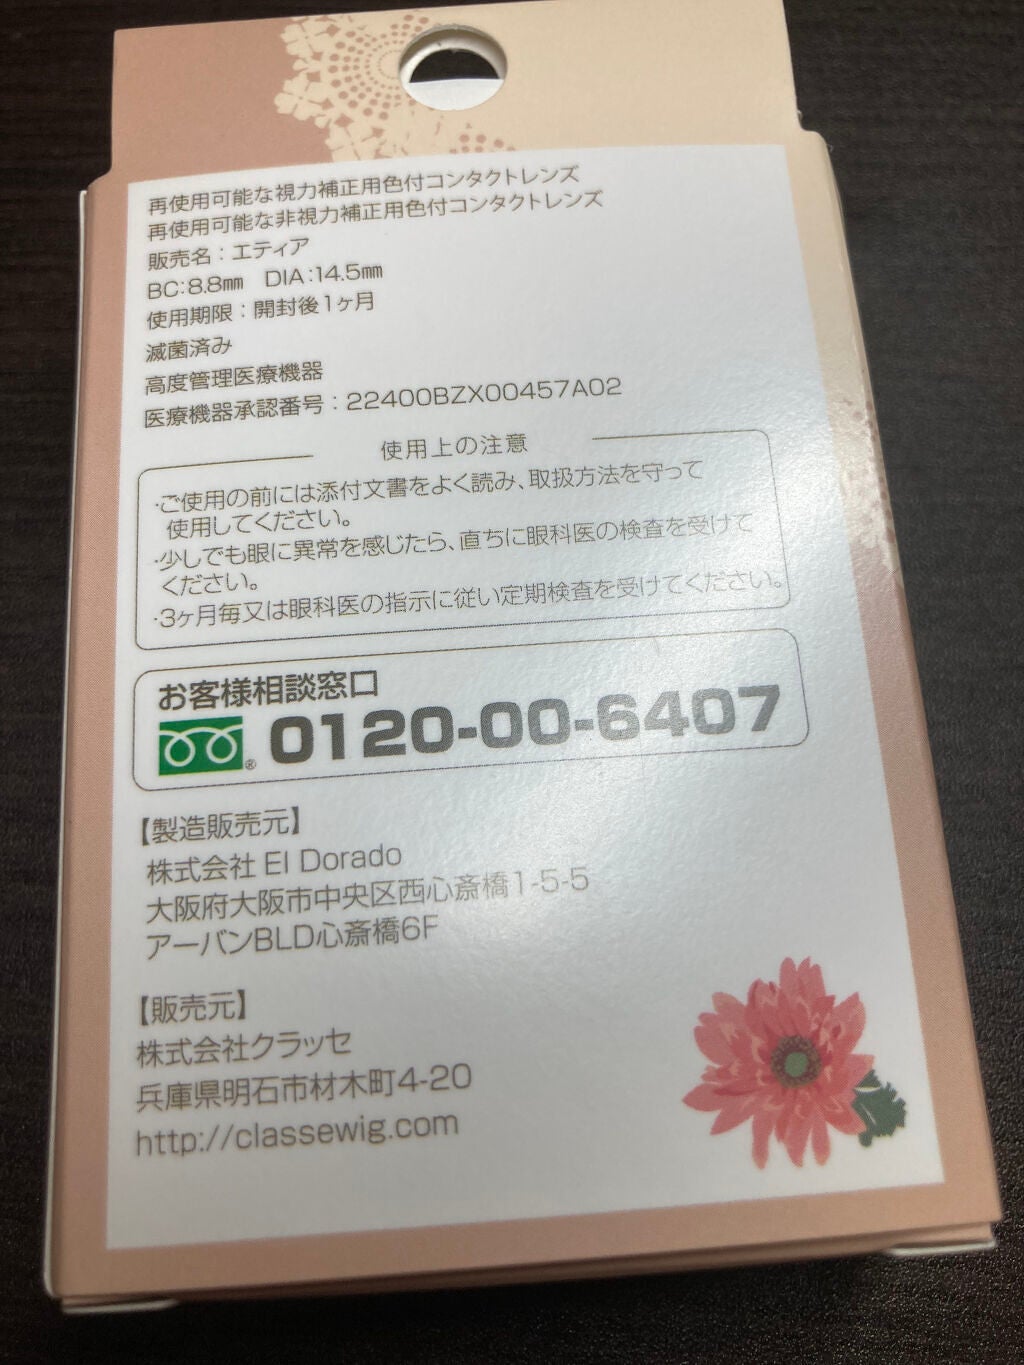 再使用可能な視力補正用色付コンタクトレンズ
再使用可能な非視力補正用色付コンタクトレンズ
販売名：エティア
BC:8.8㎜　DIA:14.5㎜
使用期限：開封後1ヶ月
滅菌済み
高度管理医療機器
医療機器承認番号：22400BZX00457A02
使用上の注意
・ご使用の前には添付文書をよく読み、取扱方法を守って
使用してください。
・少しでも眼に異常を感じたら、直ちに眼科医の検査を受けて
ください。
・3ヶ月毎又は眼科医の指示に従い定期検査を受けてください。
お客様相談窓口
® 0120-00-6407
【製造販売元】
株式会社 El Dorado
大阪府大阪市中央区西心斎橋1-5-5
アーバンBLD心斎橋6F
【販売元】
株式会社クラッセ
兵庫県明石市材木町4-20
http://classewig.com